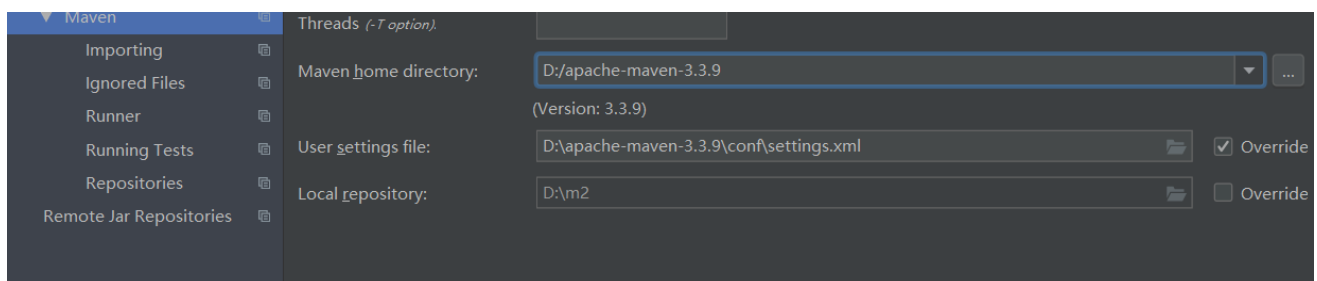 Maven
Importing
Ignored Files
Runner
Running Tests
Repositories
Remote Jar Repositories
Threads (-T option).
Maven home directory: D:/apache-maven-3.3.9 ...
(Version: 3.3.9)
User settings file: D:\apache-maven-3.3.9\conf\settings.xml Override
Local repository: D:\m2 Override